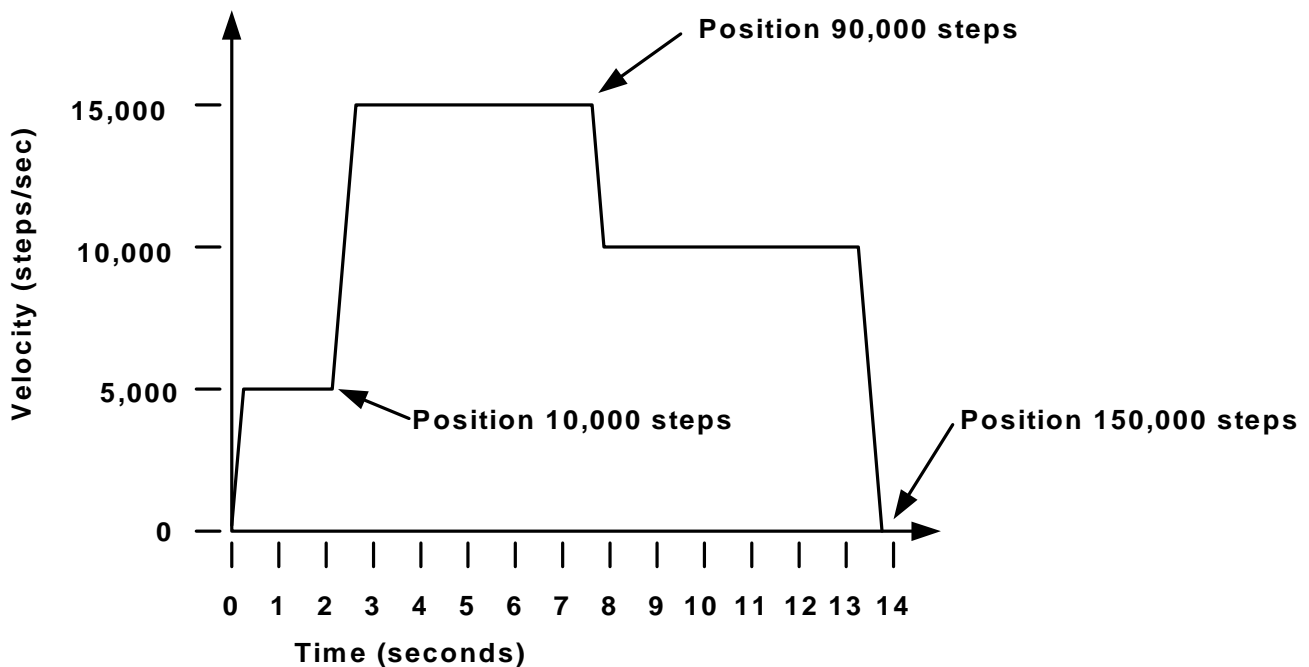 Position 90,000 steps
15,000
10,000
5,000
0
Velocity (steps/sec)
Position 10,000 steps
Position 150,000 steps
0 1 2 3 4 5 6 7 8 9 10 11 12 13 14
Time (seconds)